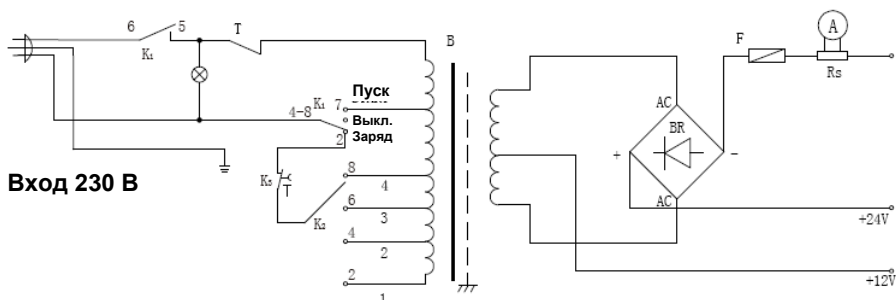 6
5
K₁
T
B
F
A
Rs
Пуск
K₁
7
4-8
Выкл.
2
Заряд
K₃
K₂
8
4
6
3
4
2
2
1
AC
BR
+
-
AC
+24V
+12V
Вход 230 В